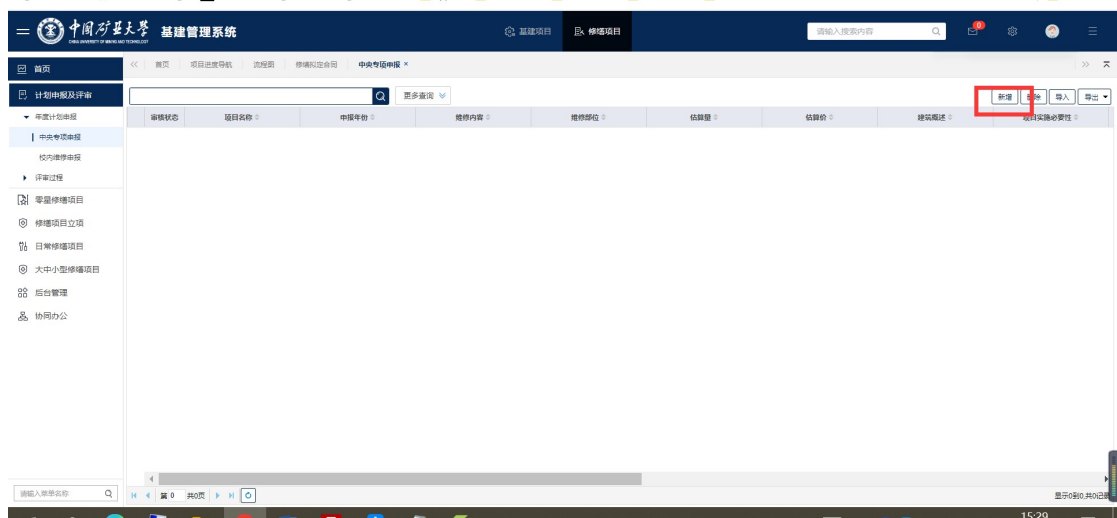 中国矿业大学 基建管理系统 基建项目 修缮项目 请输入搜索内容 0
CHINA UNIVERSITY OF MINING AND TECHNOLOGY
首页 首页 项目进度导航 流程图 修缮拟定合同 中央专项申报 ×
计划申报及评审 更多查询 新增 删除 导入 导出
年度计划申报 审核状态 项目名称 申报年份 维修内容 维修部位 估算量 估算价 建筑概述 项目实施必要性
中央专项申报
校内维修申报
评审过程
零星修缮项目
修缮项目立项
日常修缮项目
大中小型修缮项目
后台管理
协同办公
请输入菜单名称 第 0 共0页 显示0到0,共0记录
15:29